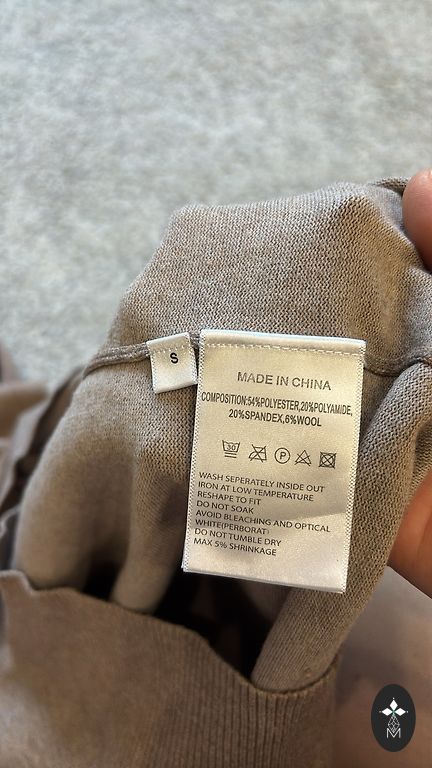 S
MADE IN CHINA
COMPOSITION:54%POLYESTER,20%POLYAMIDE,
20%SPANDEX,6%WOOL
30
P
WASH SEPERATELY INSIDE OUT
IRON AT LOW TEMPERATURE
RESHAPE TO FIT
DO NOT SOAK
AVOID BLEACHING AND OPTICAL
WHITE(PERBORAT)
DO NOT TUMBLE DRY
MAX 5% SHRINKAGE
M